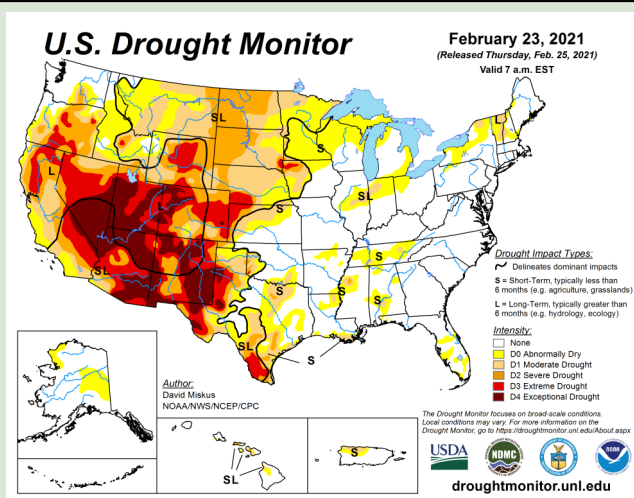 U.S. Drought Monitor
February 23, 2021
(Released Thursday, Feb. 25, 2021)
Valid 7 a.m. EST
SL
L
S
L
SL
L
S
S
SL
S
S
S
S
SL
S
Drought Impact Types:
Delineates dominant impacts
S = Short-Term, typically less than
6 months (e.g. agriculture, grasslands)
L = Long-Term, typically greater than
6 months (e.g. hydrology, ecology)
Intensity:
None
D0 Abnormally Dry
D1 Moderate Drought
D2 Severe Drought
D3 Extreme Drought
D4 Exceptional Drought
Author:
David Miskus
NOAA/NWS/NCEP/CPC
SL
S
The Drought Monitor focuses on broad-scale conditions.
Local conditions may vary. For more information on the
Drought Monitor, go to https://droughtmonitor.unl.edu/About.aspx
USDA
NDMC
NOAA
droughtmonitor.unl.edu